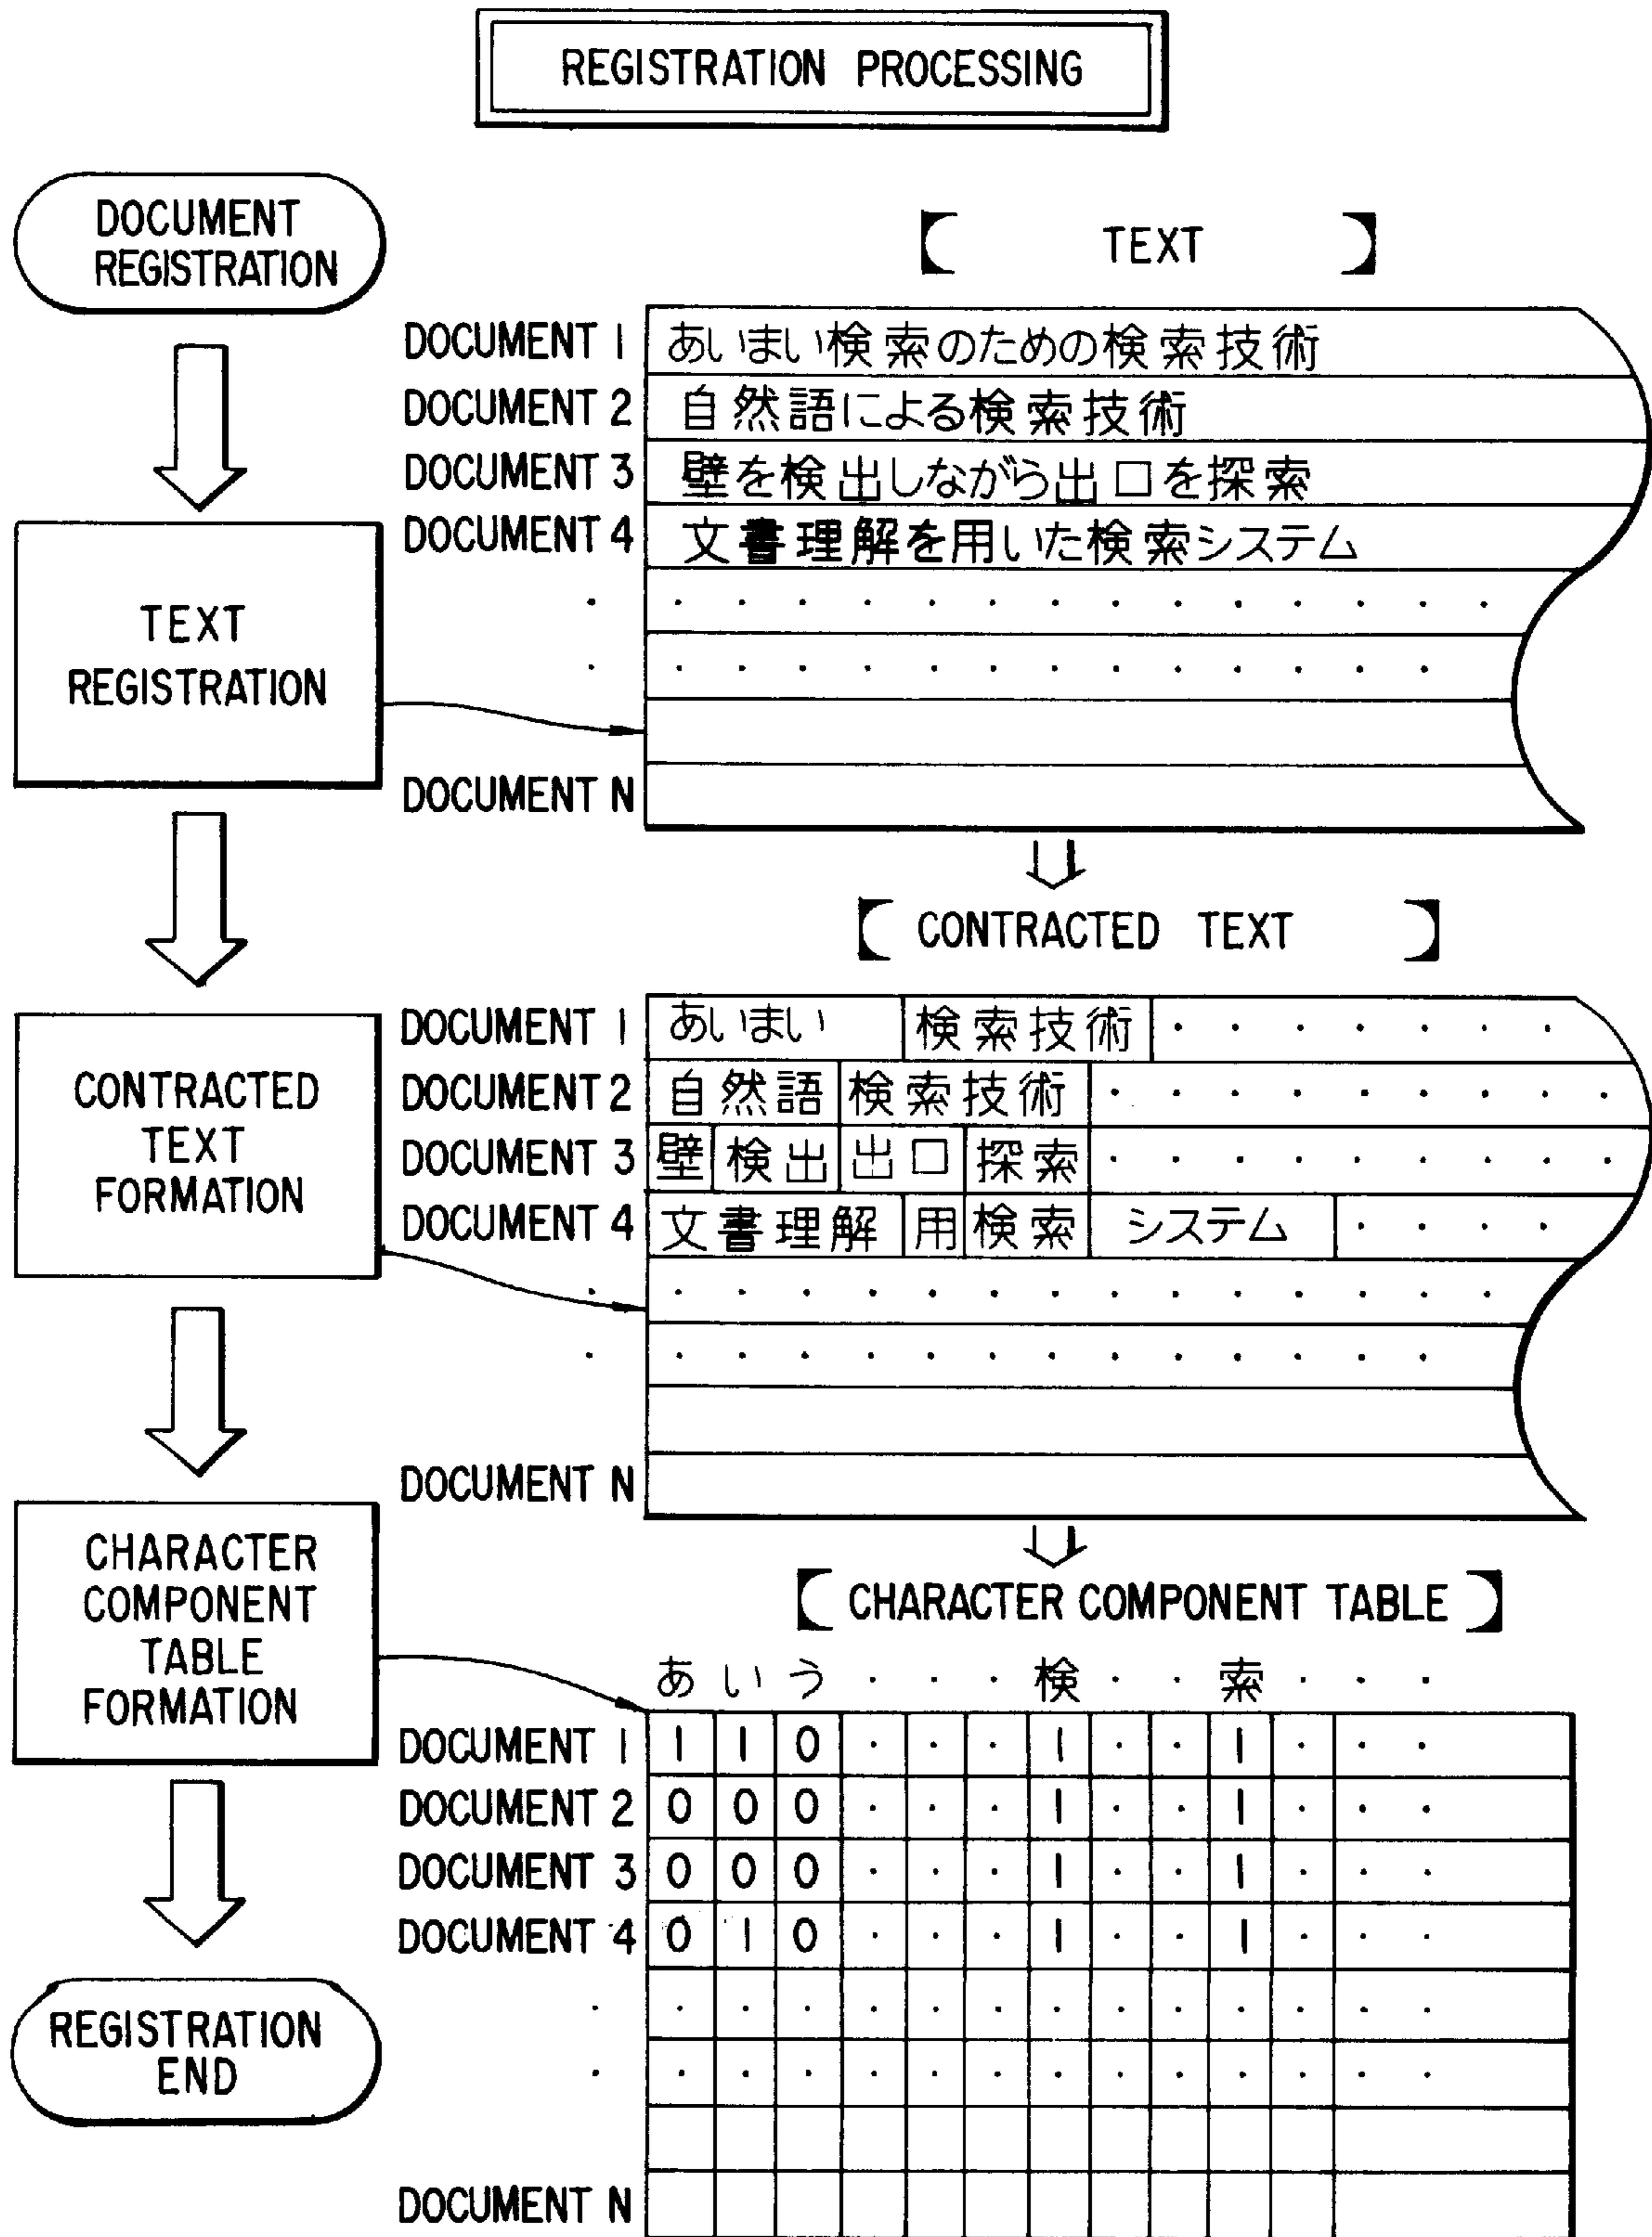 REGISTRATION PROCESSING
DOCUMENT
REGISTRATION
TEXT
REGISTRATION
CONTRACTED
TEXT
FORMATION
CHARACTER
COMPONENT
TABLE
FORMATION
REGISTRATION
END
【 TEXT 】
DOCUMENT 1 あいまい検索のための検索技術
DOCUMENT 2 自然語による検索技術
DOCUMENT 3 壁を検出しながら出口を探索
DOCUMENT 4 文書理解を用いた検索システム
· · · · · · · · · · · · · · ·
· · · · · · · · · · · · · ·
DOCUMENT N
【 CONTRACTED TEXT 】
DOCUMENT 1 あいまい 検索技術 · · · · · · ·
DOCUMENT 2 自然語 検索技術 · · · · · · · · ·
DOCUMENT 3 壁 検出 出口 探索 · · · · · · · · ·
DOCUMENT 4 文書理解 用 検索 システム · · · ·
· · · · · · · · · · · · · · ·
· · · · · · · · · · · · · ·
DOCUMENT N
【 CHARACTER COMPONENT TABLE 】
あ い う · · · 検 · · 索 · · ·
DOCUMENT 1 1 1 0 · · · 1 · · 1 · · ·
DOCUMENT 2 0 0 0 · · · 1 · · 1 · · ·
DOCUMENT 3 0 0 0 · · · 1 · · 1 · · ·
DOCUMENT 4 0 1 0 · · · 1 · · 1 · · ·
· · · · · · · · · · · · · ·
· · · · · · · · · · · · · ·
DOCUMENT N